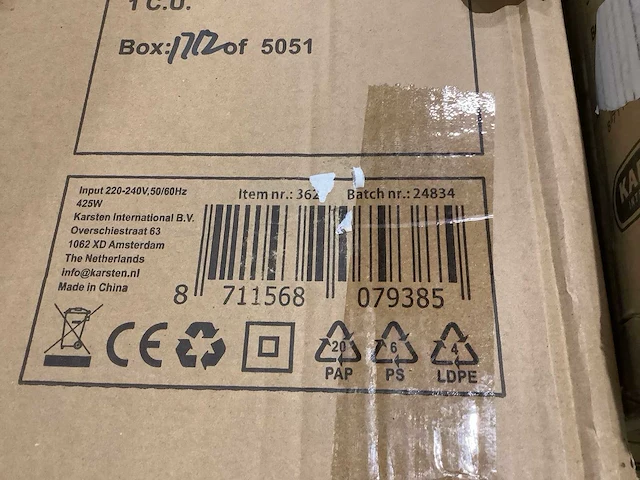 1 C.U.
Box: 1712 of 5051
Input 220-240V,50/60Hz
425W
Karsten International B.V.
Overschiestraat 63
1062 XD Amsterdam
The Netherlands
info@karsten.nl
Made in China
Item nr.: 362 Batch nr.: 24834
8 711568 079385
CE
20 6 4
PAP PS LDPE